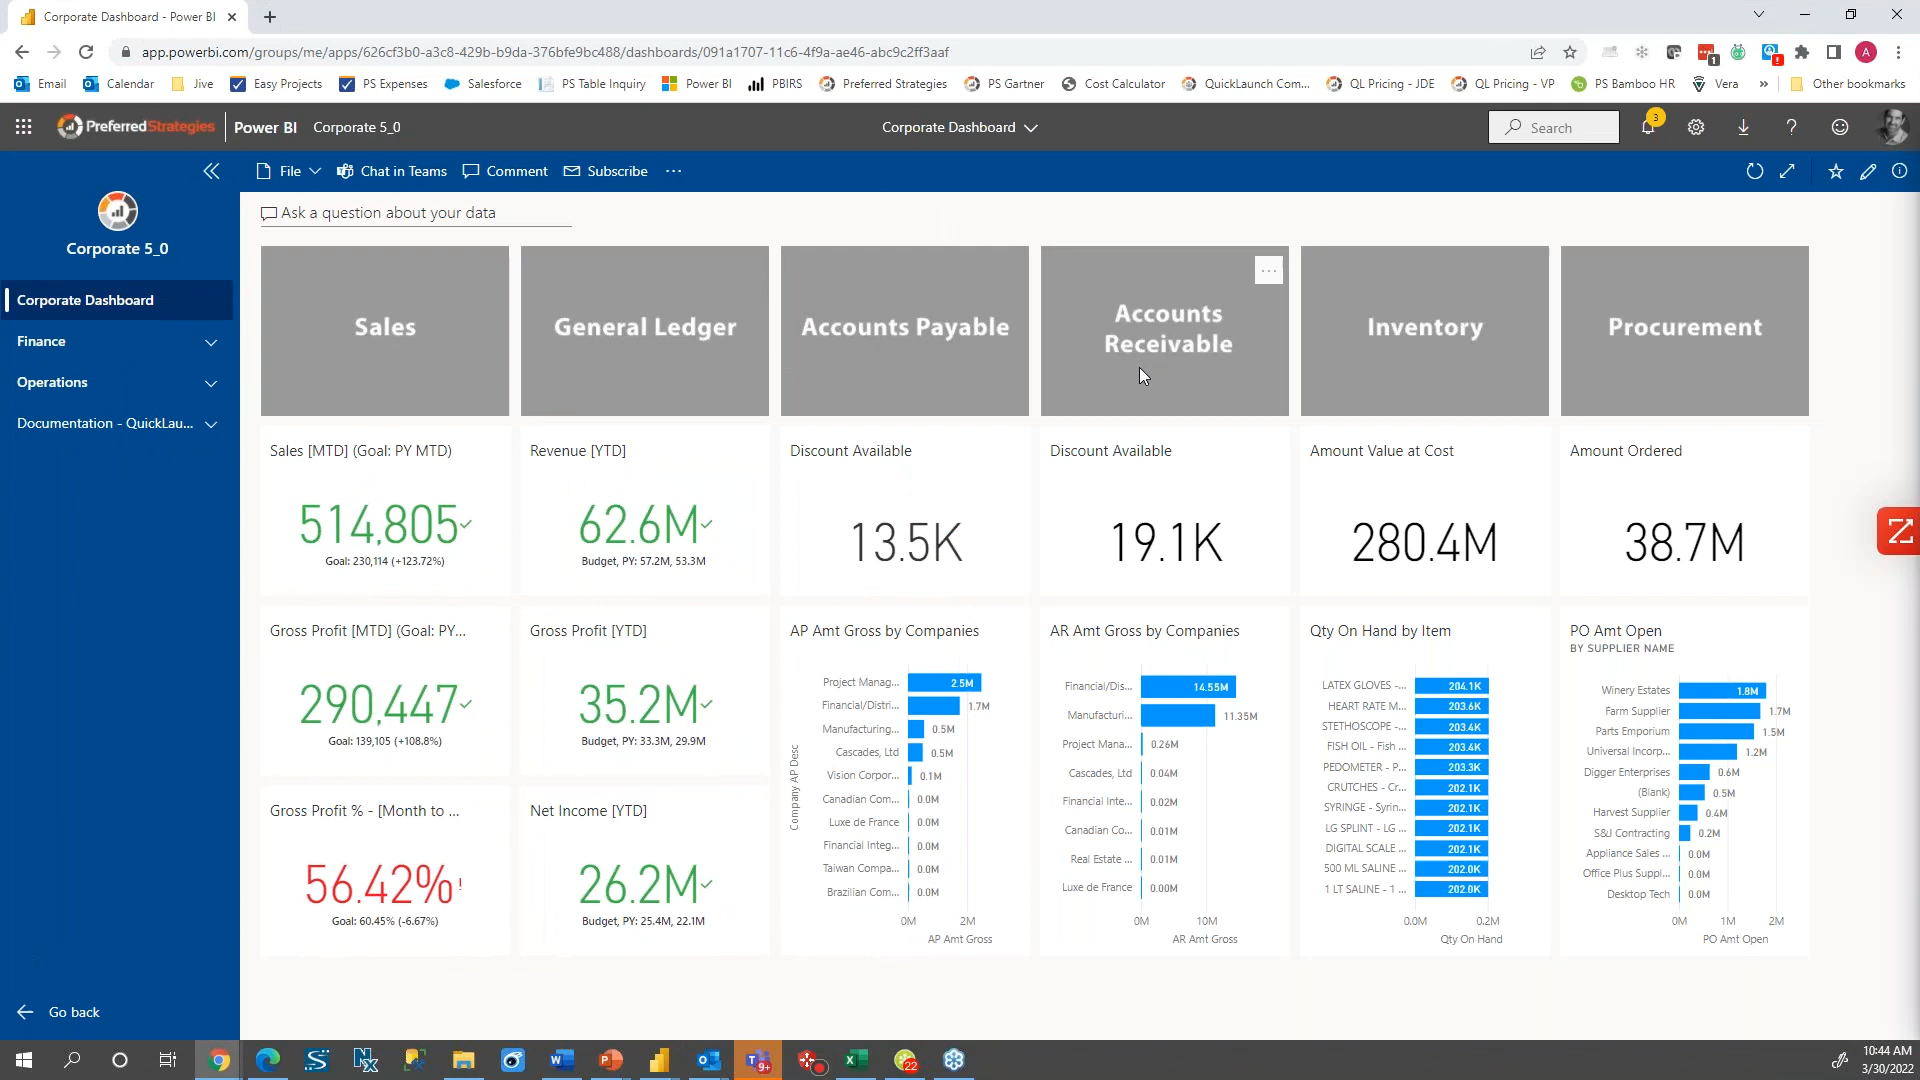 Corporate Dashboard - Power BI
app.powerbi.com/groups/me/apps/626cf3b0-a3c8-429b-b9da-376bfe9bc488/dashboards/091a1707-11c6-4f9a-ae46-abc9c2ff3aaf
1
!
A
Email Calendar Jive Easy Projects PS Expenses Salesforce PS Table Inquiry Power BI PBIRS Preferred Strategies PS Gartner Cost Calculator QuickLaunch Com... QL Pricing - JDE QL Pricing - VP PS Bamboo HR Vera » Other bookmarks
PreferredStrategies Power BI Corporate 5_0 Corporate Dashboard Search 3 ?
File Chat in Teams Comment Subscribe ...
Corporate 5_0
Corporate Dashboard
Finance
Operations
Documentation - QuickLau...
Go back
Ask a question about your data
Sales
General Ledger
Accounts Payable
Accounts
Receivable
...
Inventory
Procurement
Sales [MTD] (Goal: PY MTD)
514,805
Goal: 230,114 (+123.72%)
Revenue [YTD]
62.6M
Budget, PY: 57.2M, 53.3M
Discount Available
13.5K
Discount Available
19.1K
Amount Value at Cost
280.4M
Amount Ordered
38.7M
Gross Profit [MTD] (Goal: PY...
290,447
Goal: 139,105 (+108.8%)
Gross Profit [YTD]
35.2M
Budget, PY: 33.3M, 29.9M
Gross Profit % - [Month to ...
56.42%!
Goal: 60.45% (-6.67%)
Net Income [YTD]
26.2M
Budget, PY: 25.4M, 22.1M
AP Amt Gross by Companies
Company AP Desc
Project Manag... 2.5M
Financial/Distri... 1.7M
Manufacturing... 0.5M
Cascades, Ltd 0.5M
Vision Corpor... 0.1M
Canadian Com... 0.0M
Luxe de France 0.0M
Financial Integ... 0.0M
Taiwan Compa... 0.0M
Brazilian Com... 0.0M
0M 2M
AP Amt Gross
AR Amt Gross by Companies
Financial/Dis... 14.55M
Manufacturi... 11.35M
Project Mana... 0.26M
Cascades, Ltd 0.04M
Financial Inte... 0.02M
Canadian Co... 0.01M
Real Estate ... 0.01M
Luxe de France 0.00M
0M 10M
AR Amt Gross
Qty On Hand by Item
LATEX GLOVES -... 204.1K
HEART RATE M... 203.6K
STETHOSCOPE -... 203.4K
FISH OIL - Fish ... 203.4K
PEDOMETER - P... 203.3K
CRUTCHES - Cr... 202.1K
SYRINGE - Syrin... 202.1K
LG SPLINT - LG ... 202.1K
DIGITAL SCALE ... 202.1K
500 ML SALINE ... 202.0K
1 LT SALINE - 1 ... 202.0K
0.0M 0.2M
Qty On Hand
PO Amt Open
BY SUPPLIER NAME
Winery Estates 1.8M
Farm Supplier 1.7M
Parts Emporium 1.5M
Universal Incorp... 1.2M
Digger Enterprises 0.6M
(Blank) 0.5M
Harvest Supplier 0.4M
S&J Contracting 0.2M
Appliance Sales ... 0.0M
Office Plus Suppl... 0.0M
Desktop Tech 0.0M
0M 1M 2M
PO Amt Open
9+
22
10:44 AM
3/30/2022